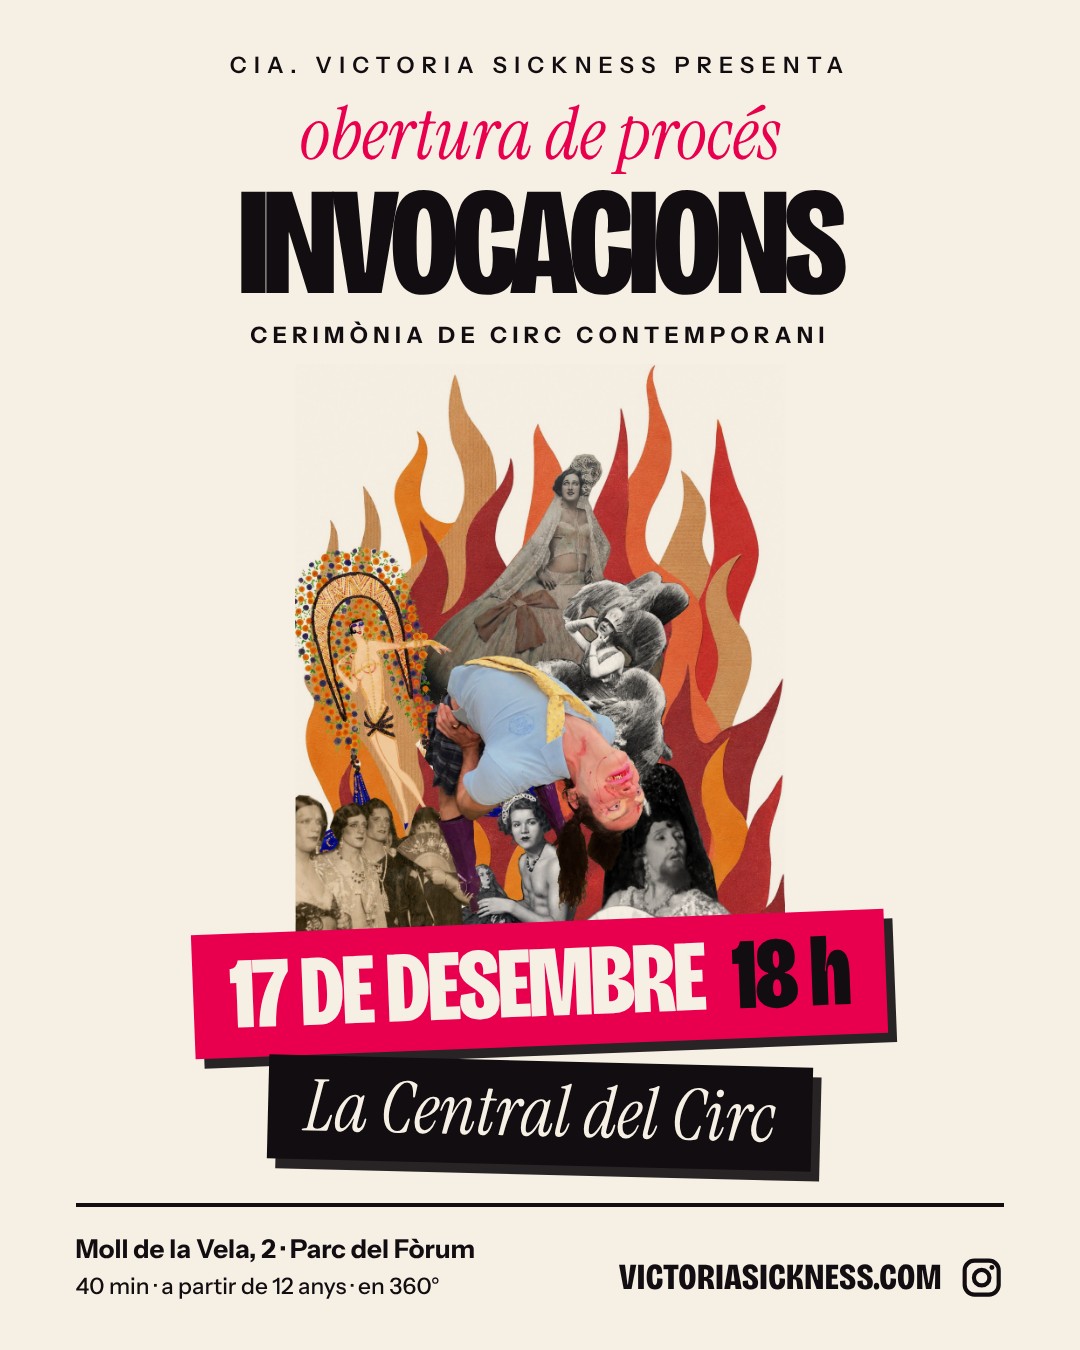 CIA. VICTORIA SICKNESS PRESENTA
obertura de procés
INVOCACIONS
CERIMÒNIA DE CIRC CONTEMPORANI
17 DE DESEMBRE 18 h
La Central del Circ
Moll de la Vela, 2 · Parc del Fòrum
40 min · a partir de 12 anys · en 360°
VICTORIASICKNESS.COM